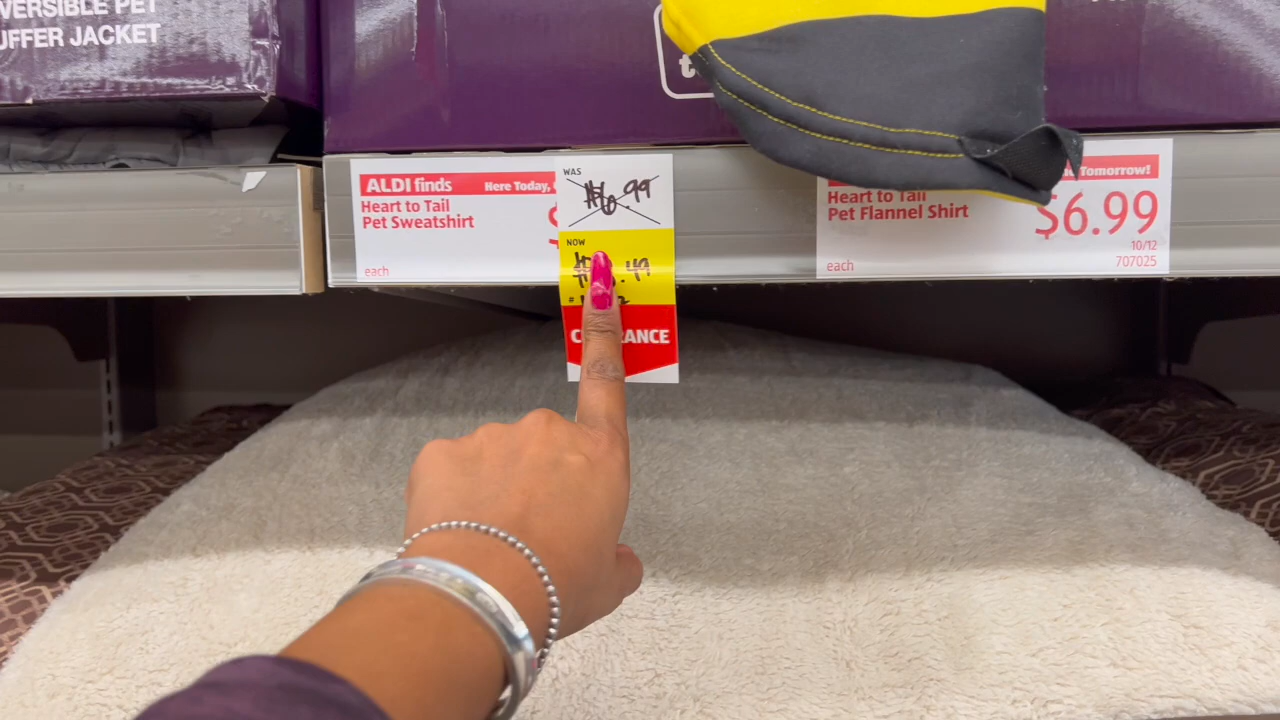 VERSIBLE PET
UFFER JACKET
ALDI finds Here Today,
Heart to Tail
Pet Sweatshirt
each
WAS
$6.99
NOW
.49
Tomorrow!
Heart to Tail
Pet Flannel Shirt
$6.99
10/12
707025
each